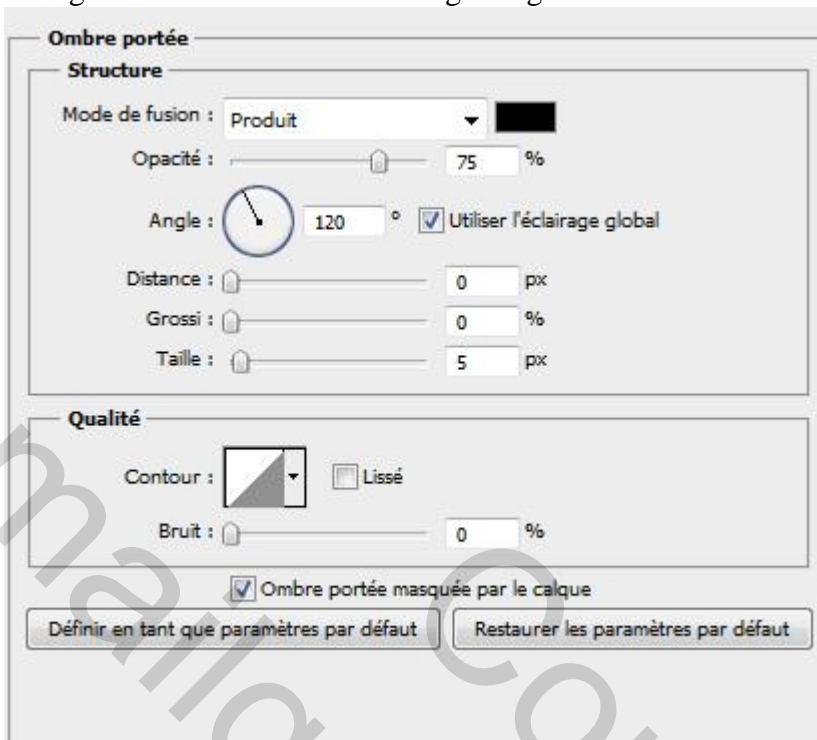 Ombre portée
Structure
Mode de fusion : Produit
Opacité : 75 %
Angle : 120 ° Utiliser l'éclairage global
Distance : 0 px
Grossi : 0 %
Taille : 5 px
Qualité
Contour : Lissé
Bruit : 0 %
Ombre portée masquée par le calque
Définir en tant que paramètres par défaut Restaurer les paramètres par défaut